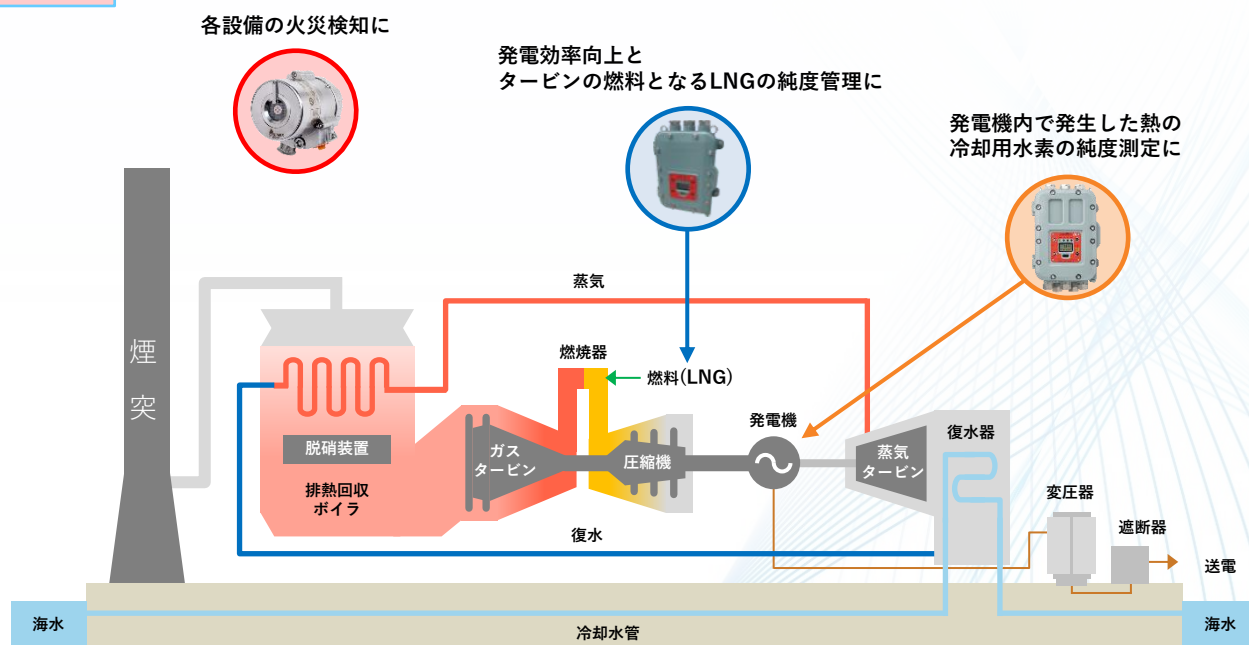 各設備の火災検知に
発電効率向上と
タービンの燃料となるLNGの純度管理に
発電機内で発生した熱の
冷却用水素の純度測定に
蒸気
煙
突
燃焼器
燃料(LNG)
発電機
復水器
脱硝装置
ガス
タービン
圧縮機
蒸気
タービン
排熱回収
ボイラ
変圧器
遮断器
復水
送電
海水
冷却水管
海水